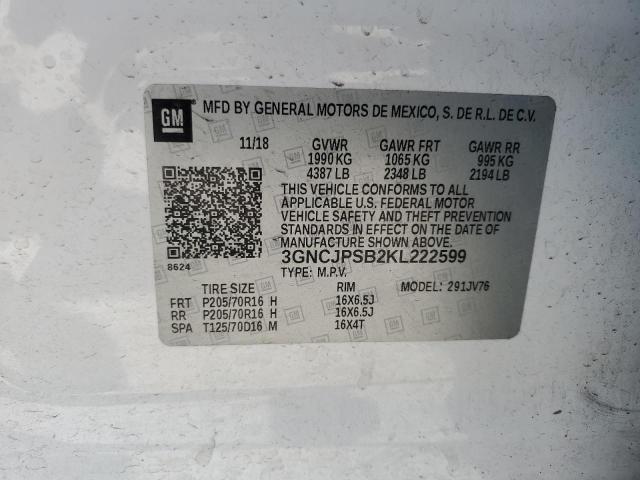 GM MFD BY GENERAL MOTORS DE MEXICO, S. DE R.L. DE C.V.
11/18 GVWR GAWR FRT GAWR RR
1990 KG 1065 KG 995 KG
4387 LB 2348 LB 2194 LB
THIS VEHICLE CONFORMS TO ALL
APPLICABLE U.S. FEDERAL MOTOR
VEHICLE SAFETY AND THEFT PREVENTION
STANDARDS IN EFFECT ON THE DATE OF
MANUFACTURE SHOWN ABOVE.
8624 3GNCJPSB2KL222599
TYPE: M.P.V.
TIRE SIZE RIM MODEL: 291JV76
FRT P205/70R16 H 16X6.5J
RR P205/70R16 H 16X6.5J
SPA T125/70D16 M 16X4T